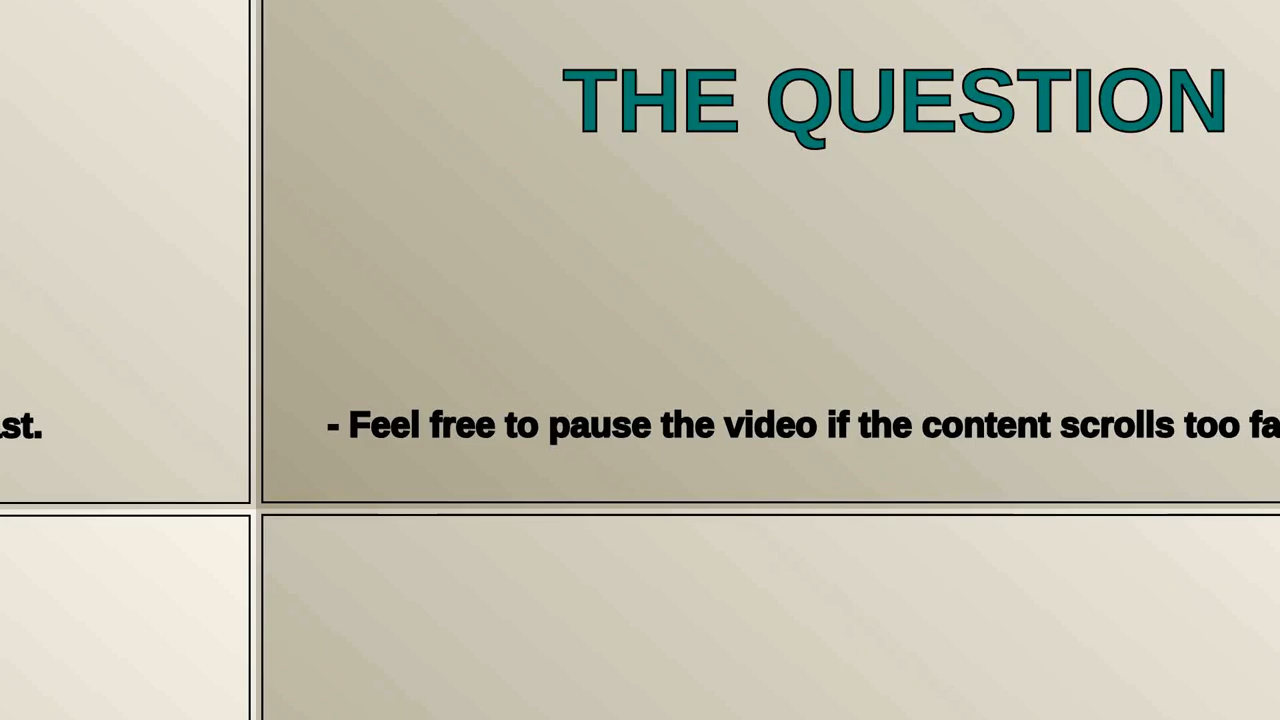 THE QUESTION
st.
- Feel free to pause the video if the content scrolls too fa